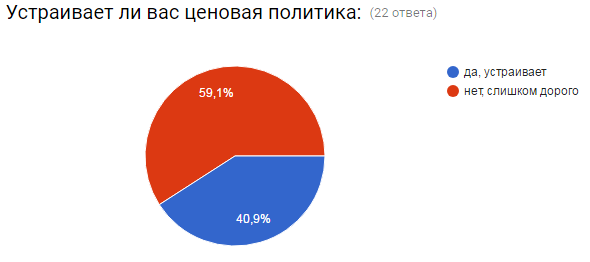 Устраивает ли вас ценовая политика: (22 ответа)
да, устраивает
нет, слишком дорого
59,1%
40,9%